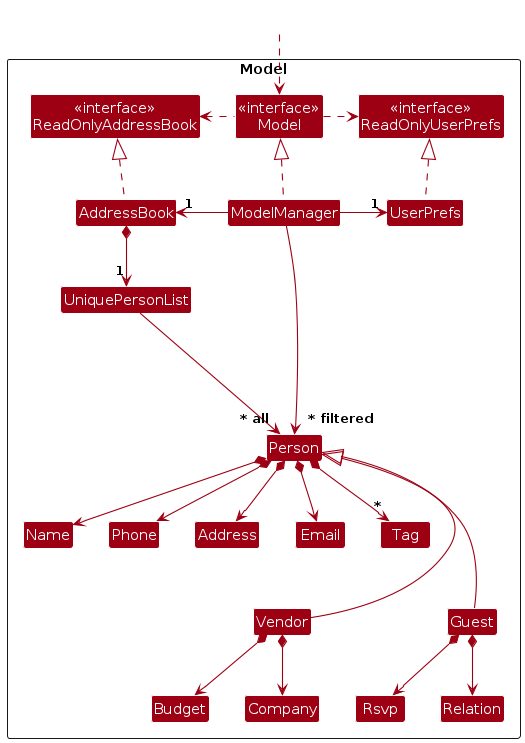 Model
«interface»
ReadOnlyAddressBook
«interface»
Model
«interface»
ReadOnlyUserPrefs
1
1
AddressBook
ModelManager
UserPrefs
1
UniquePersonList
* all
* filtered
Person
*
Name
Phone
Address
Email
Tag
Vendor
Guest
Budget
Company
Rsvp
Relation